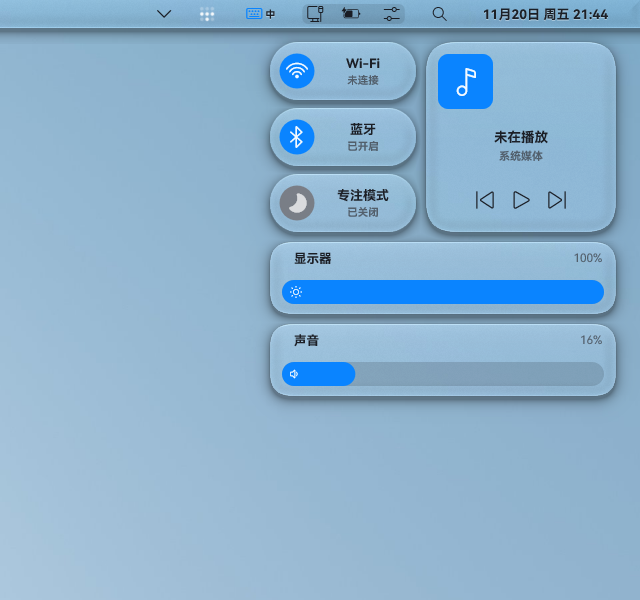 中
11月20日 周五 21:44
Wi-Fi
未连接
蓝牙
已开启
专注模式
已关闭
未在播放
系统媒体
显示器
100%
声音
16%